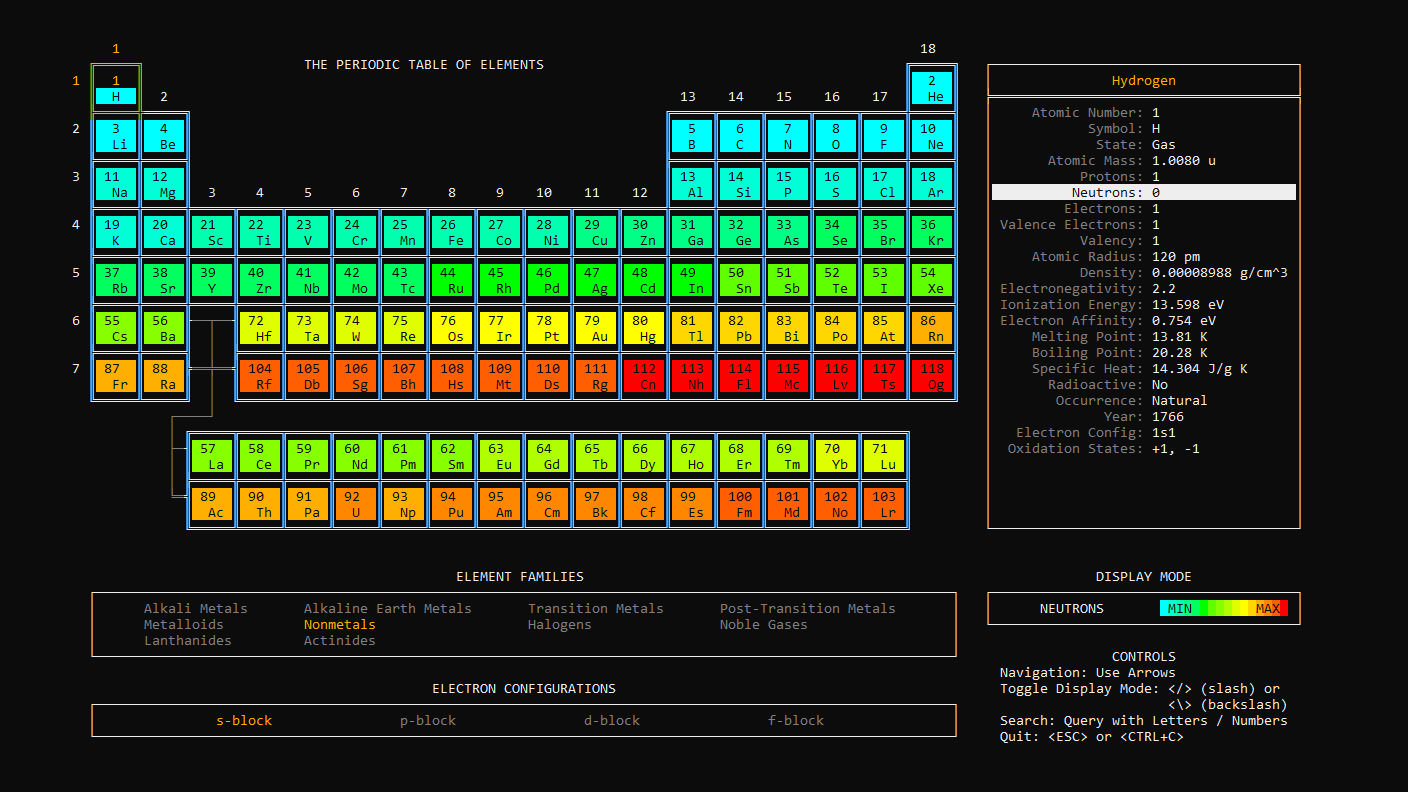 1 18
THE PERIODIC TABLE OF ELEMENTS
1 1 2
H 2 13 14 15 16 17 He
2 3 4 5 6 7 8 9 10
Li Be B C N O F Ne
3 11 12 13 14 15 16 17 18
Na Mg 3 4 5 6 7 8 9 10 11 12 Al Si P S Cl Ar
4 19 20 21 22 23 24 25 26 27 28 29 30 31 32 33 34 35 36
K Ca Sc Ti V Cr Mn Fe Co Ni Cu Zn Ga Ge As Se Br Kr
5 37 38 39 40 41 42 43 44 45 46 47 48 49 50 51 52 53 54
Rb Sr Y Zr Nb Mo Tc Ru Rh Pd Ag Cd In Sn Sb Te I Xe
6 55 56 72 73 74 75 76 77 78 79 80 81 82 83 84 85 86
Cs Ba Hf Ta W Re Os Ir Pt Au Hg Tl Pb Bi Po At Rn
7 87 88 104 105 106 107 108 109 110 111 112 113 114 115 116 117 118
Fr Ra Rf Db Sg Bh Hs Mt Ds Rg Cn Nh Fl Mc Lv Ts Og
57 58 59 60 61 62 63 64 65 66 67 68 69 70 71
La Ce Pr Nd Pm Sm Eu Gd Tb Dy Ho Er Tm Yb Lu
89 90 91 92 93 94 95 96 97 98 99 100 101 102 103
Ac Th Pa U Np Pu Am Cm Bk Cf Es Fm Md No Lr
Hydrogen
Atomic Number: 1
Symbol: H
State: Gas
Atomic Mass: 1.0080 u
Protons: 1
Neutrons: 0
Electrons: 1
Valence Electrons: 1
Valency: 1
Atomic Radius: 120 pm
Density: 0.00008988 g/cm^3
Electronegativity: 2.2
Ionization Energy: 13.598 eV
Electron Affinity: 0.754 eV
Melting Point: 13.81 K
Boiling Point: 20.28 K
Specific Heat: 14.304 J/g K
Radioactive: No
Occurrence: Natural
Year: 1766
Electron Config: 1s1
Oxidation States: +1, -1
ELEMENT FAMILIES
Alkali Metals Alkaline Earth Metals Transition Metals Post-Transition Metals
Metalloids Nonmetals Halogens Noble Gases
Lanthanides Actinides
ELECTRON CONFIGURATIONS
s-block p-block d-block f-block
DISPLAY MODE
NEUTRONS MIN MAX
CONTROLS
Navigation: Use Arrows
Toggle Display Mode: </> (slash) or
<\> (backslash)
Search: Query with Letters / Numbers
Quit: <ESC> or <CTRL+C>